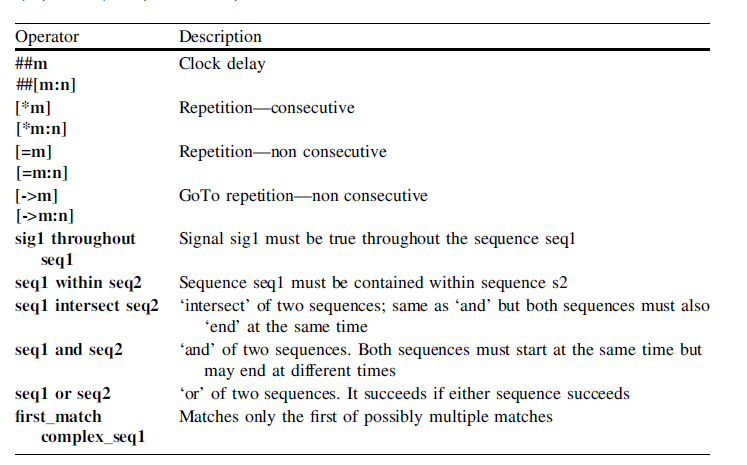 Operator Description
##m Clock delay
##[m:n]
[*m] Repetition—consecutive
[*m:n]
[=m] Repetition—non consecutive
[=m:n]
[->m] GoTo repetition—non consecutive
[->m:n]
sig1 throughout Signal sig1 must be true throughout the sequence seq1
seq1
seq1 within seq2 Sequence seq1 must be contained within sequence s2
seq1 intersect seq2 ‘intersect’ of two sequences; same as ‘and’ but both sequences must also
‘end’ at the same time
seq1 and seq2 ‘and’ of two sequences. Both sequences must start at the same time but
may end at different times
seq1 or seq2 ‘or’ of two sequences. It succeeds if either sequence succeeds
first_match Matches only the first of possibly multiple matches
complex_seq1